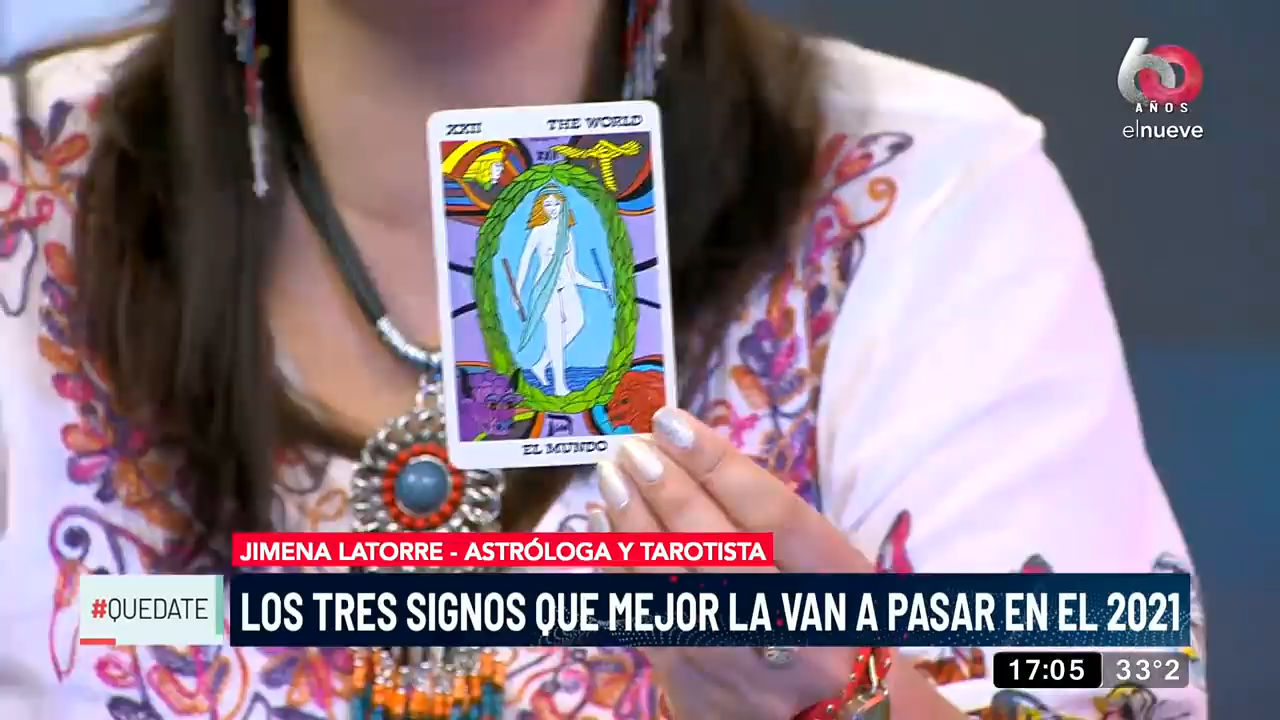 60
AÑOS
elnueve
XXII THE WORLD
EL MUNDO
JIMENA LATORRE - ASTRÓLOGA Y TAROTISTA
#QUEDATE
LOS TRES SIGNOS QUE MEJOR LA VAN A PASAR EN EL 2021
17:05 33°2